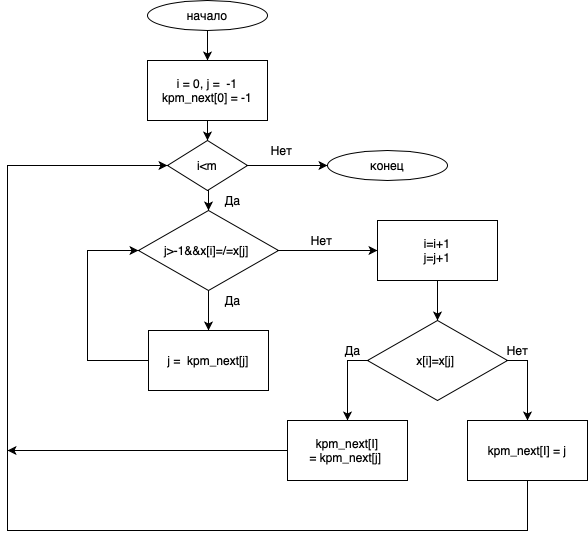 начало
i = 0, j =  -1
kpm_next[0] = -1
i<m
Нет
конец
Да
j>-1&&x[i]=/=x[j]
Нет
i=i+1
j=j+1
Да
j =  kpm_next[j]
Да
x[i]=x[j]
Нет
kpm_next[I]
= kpm_next[j]
kpm_next[I] = j